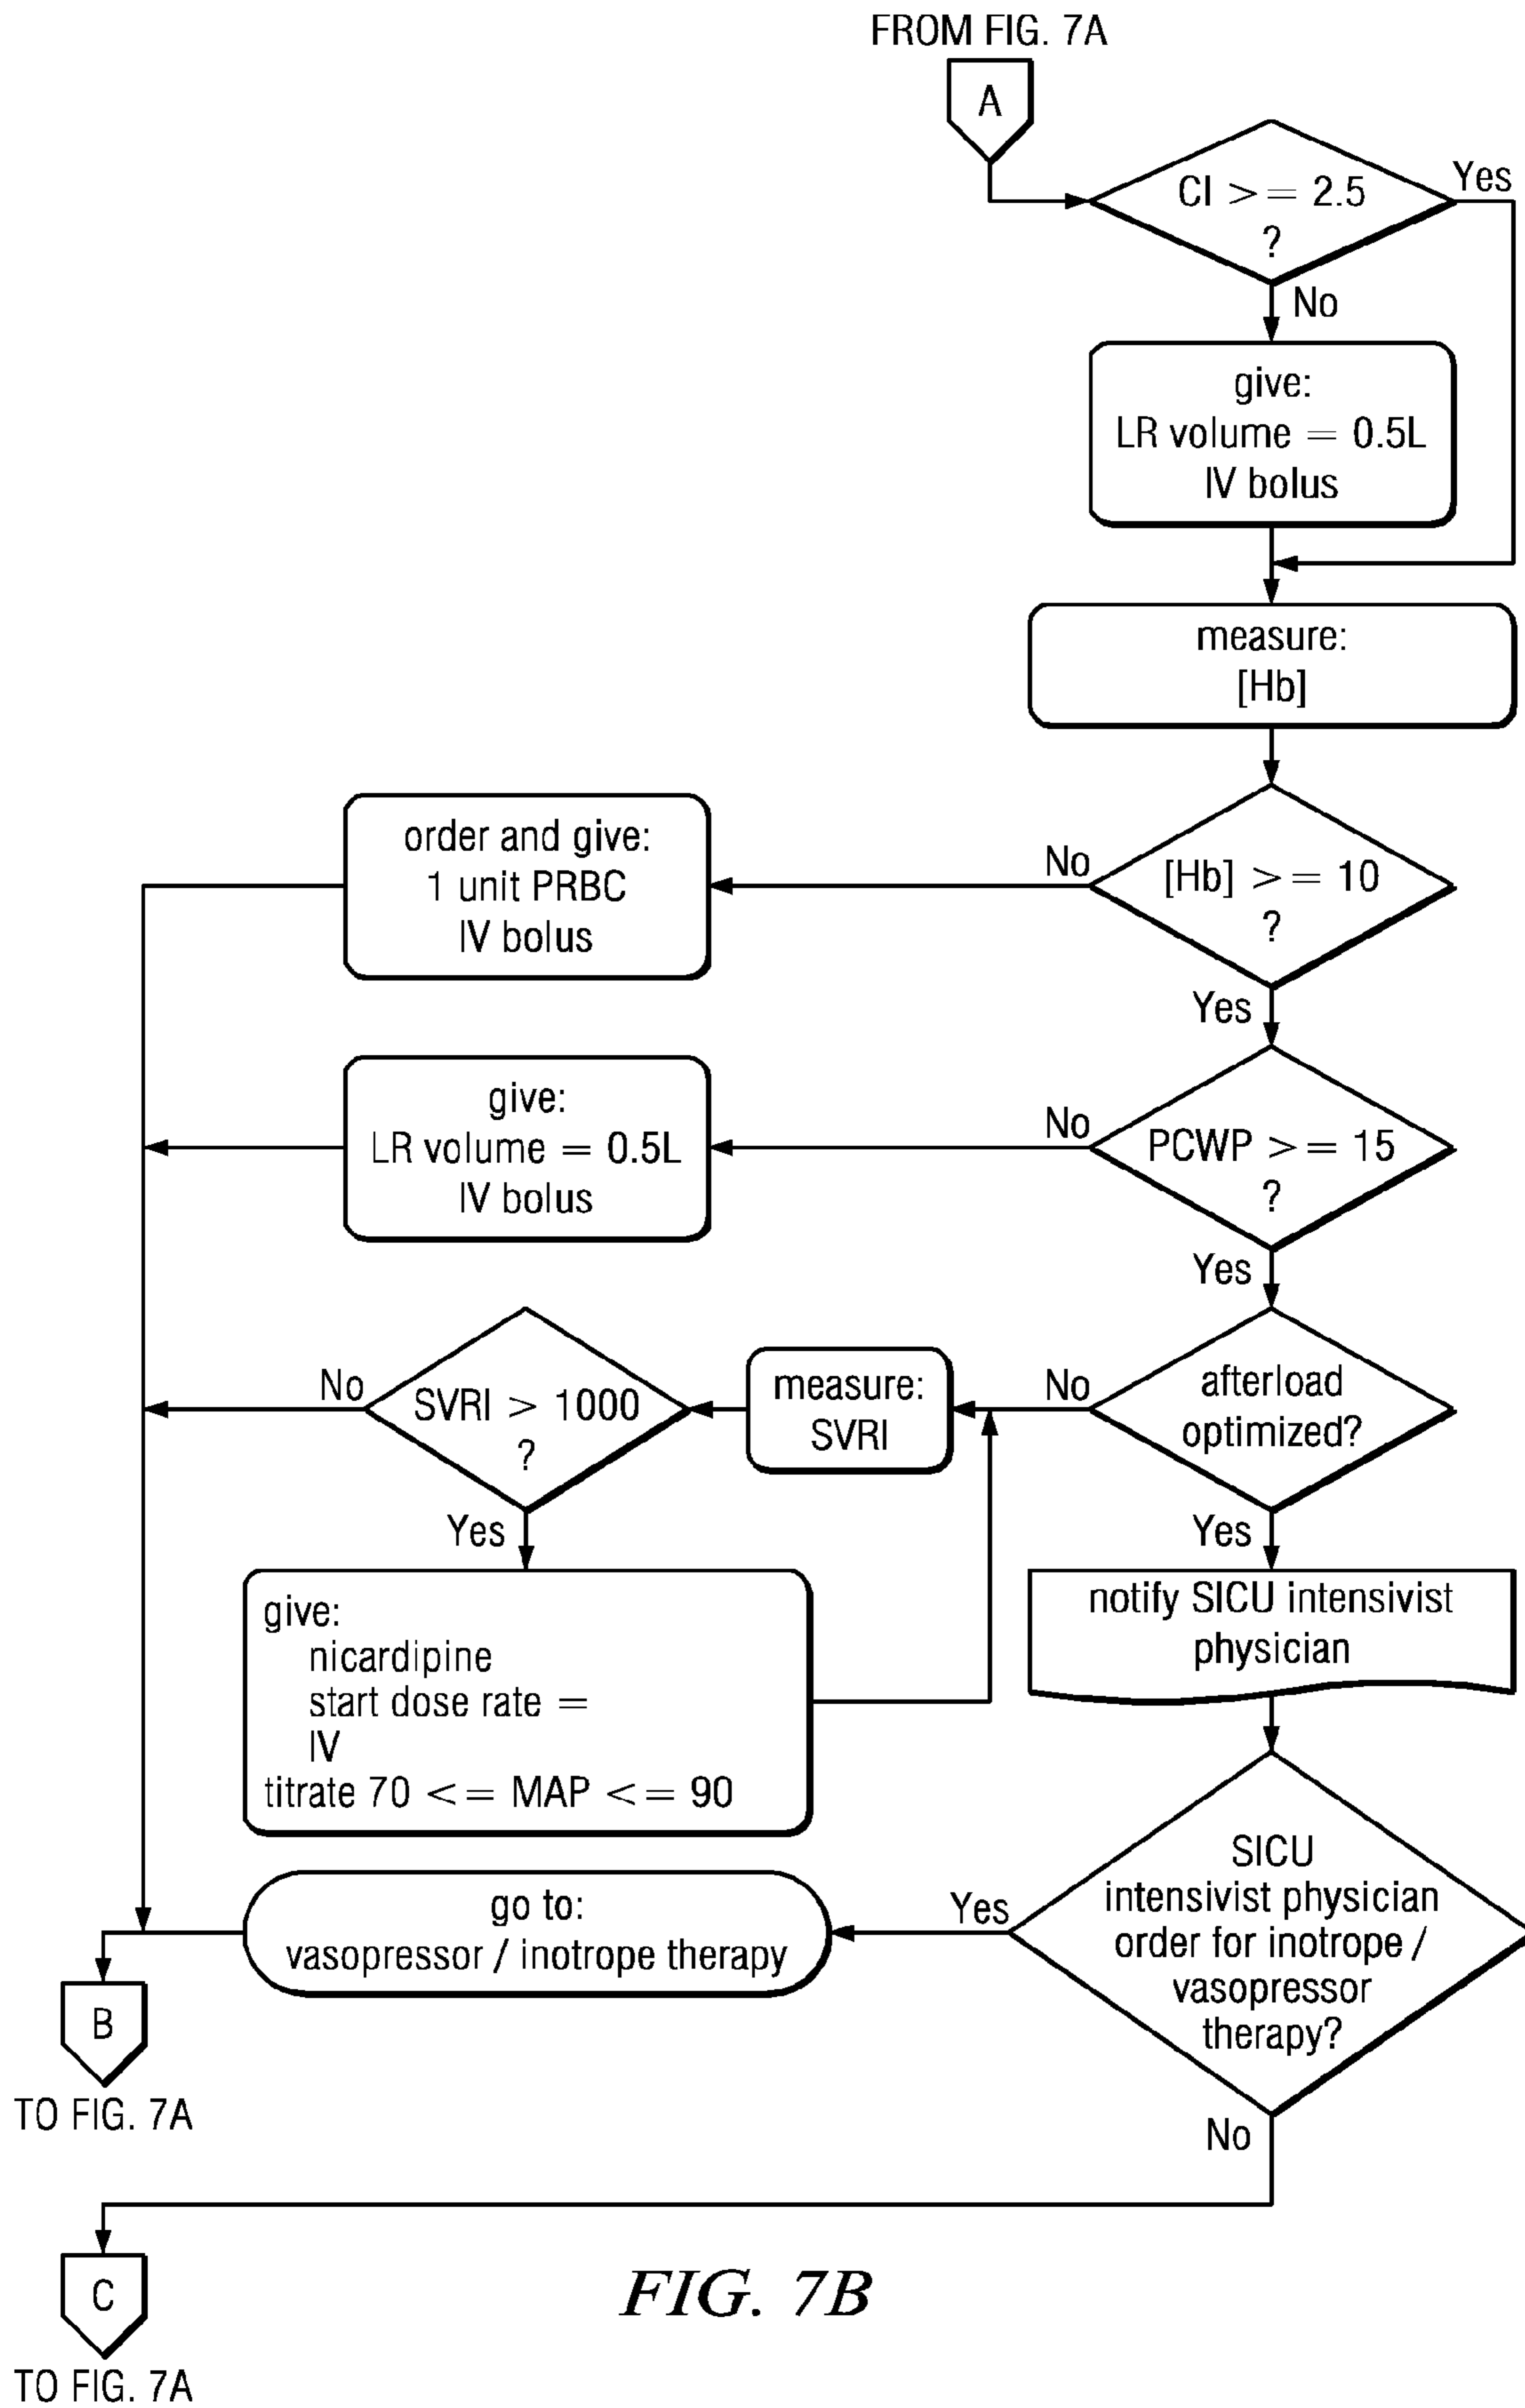 FROM FIG. 7A
A
CI >= 2.5
?
Yes
No
give:
LR volume = 0.5L
IV bolus
measure:
[Hb]
order and give:
1 unit PRBC
IV bolus
No
[Hb] >= 10
?
Yes
give:
LR volume = 0.5L
IV bolus
No
PCWP >= 15
?
Yes
No
SVRI > 1000
?
measure:
SVRI
No
afterload
optimized?
Yes
Yes
give:
nicardipine
start dose rate =
IV
titrate 70 <= MAP <= 90
notify SICU intensivist
physician
go to:
vasopressor / inotrope therapy
Yes
SICU
intensivist physician
order for inotrope /
vasopressor
therapy?
B
TO FIG. 7A
No
C
TO FIG. 7A
FIG. 7B